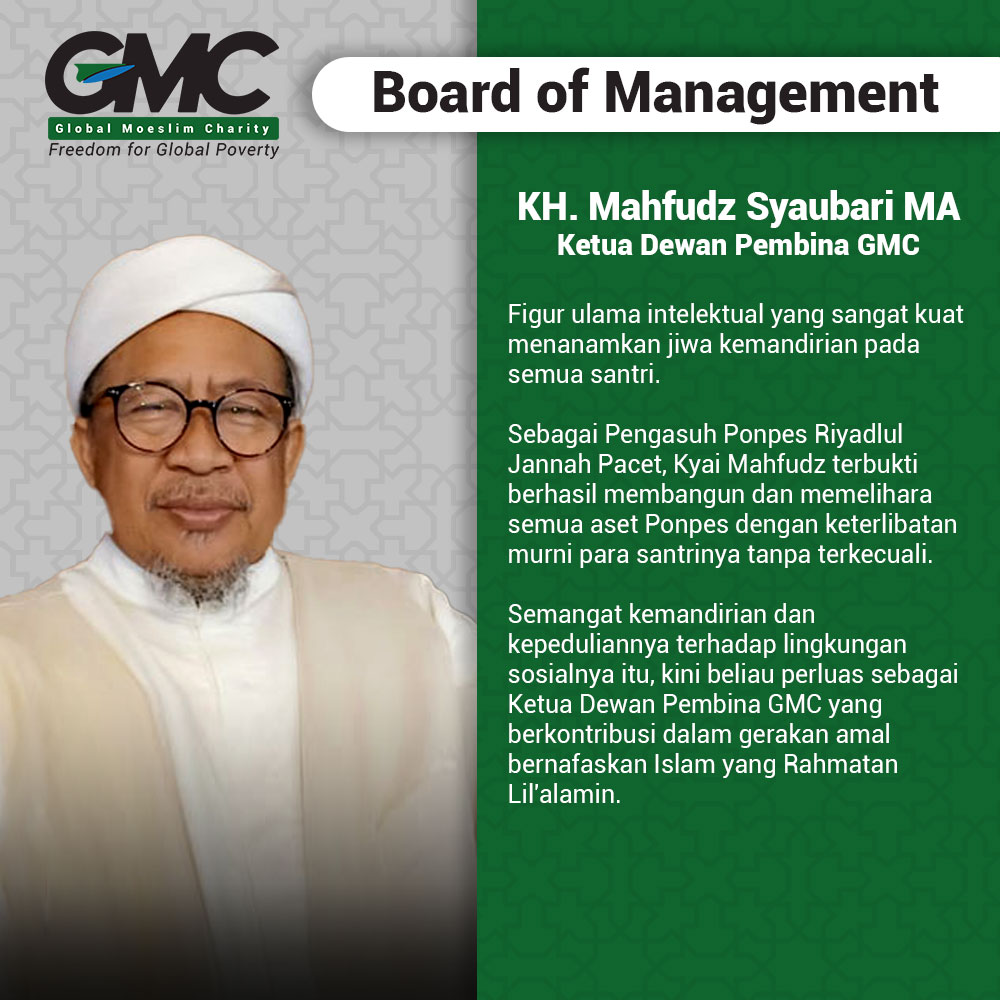 GMC
Global Moeslim Charity
Freedom for Global Poverty
Board of Management
KH. Mahfudz Syaubari MA
Ketua Dewan Pembina GMC
Figur ulama intelektual yang sangat kuat
menanamkan jiwa kemandirian pada
semua santri.
Sebagai Pengasuh Ponpes Riyadlul
Jannah Pacet, Kyai Mahfudz terbukti
berhasil membangun dan memelihara
semua aset Ponpes dengan keterlibatan
murni para santrinya tanpa terkecuali.
Semangat kemandirian dan
kepeduliannya terhadap lingkungan
sosialnya itu, kini beliau perluas sebagai
Ketua Dewan Pembina GMC yang
berkontribusi dalam gerakan amal
bernafaskan Islam yang Rahmatan
Lil'alamin.